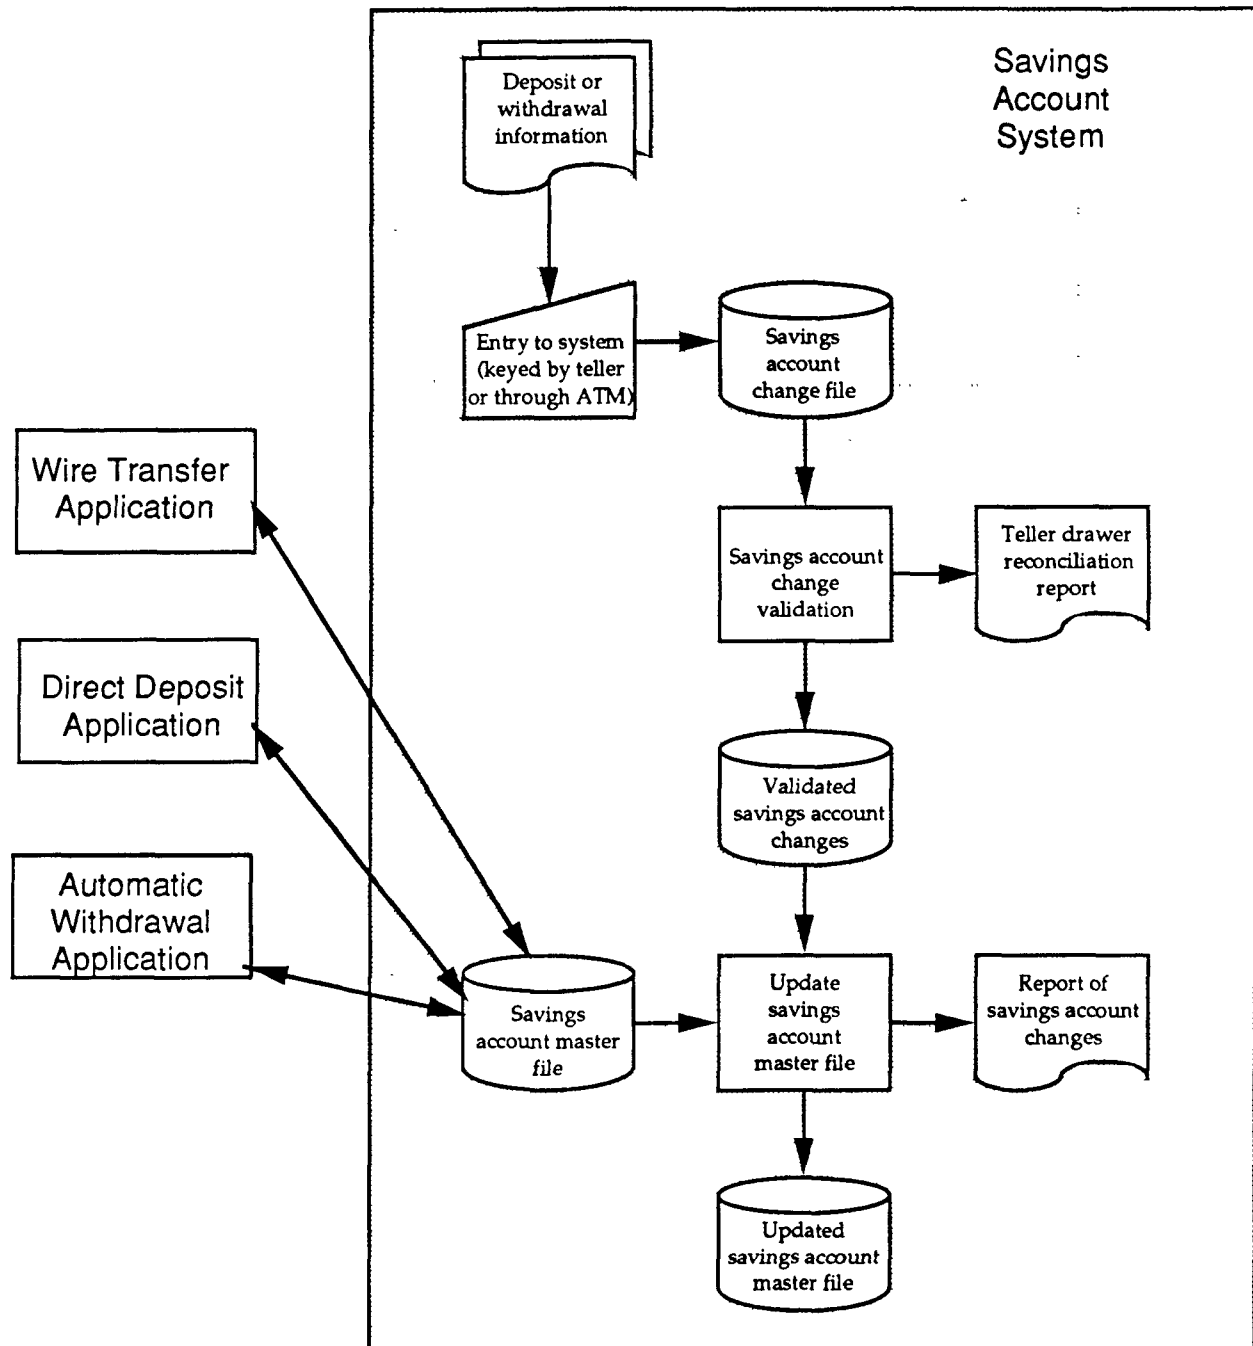 Savings
Account
System
Deposit or
withdrawal
information
Entry to system
(keyed by teller
or through ATM)
Savings
account
change file
Wire Transfer
Application
Savings account
change
validation
Teller drawer
reconciliation
report
Direct Deposit
Application
Validated
savings account
changes
Automatic
Withdrawal
Application
Savings
account master
file
Update
savings
account
master file
Report of
savings account
changes
Updated
savings account
master file